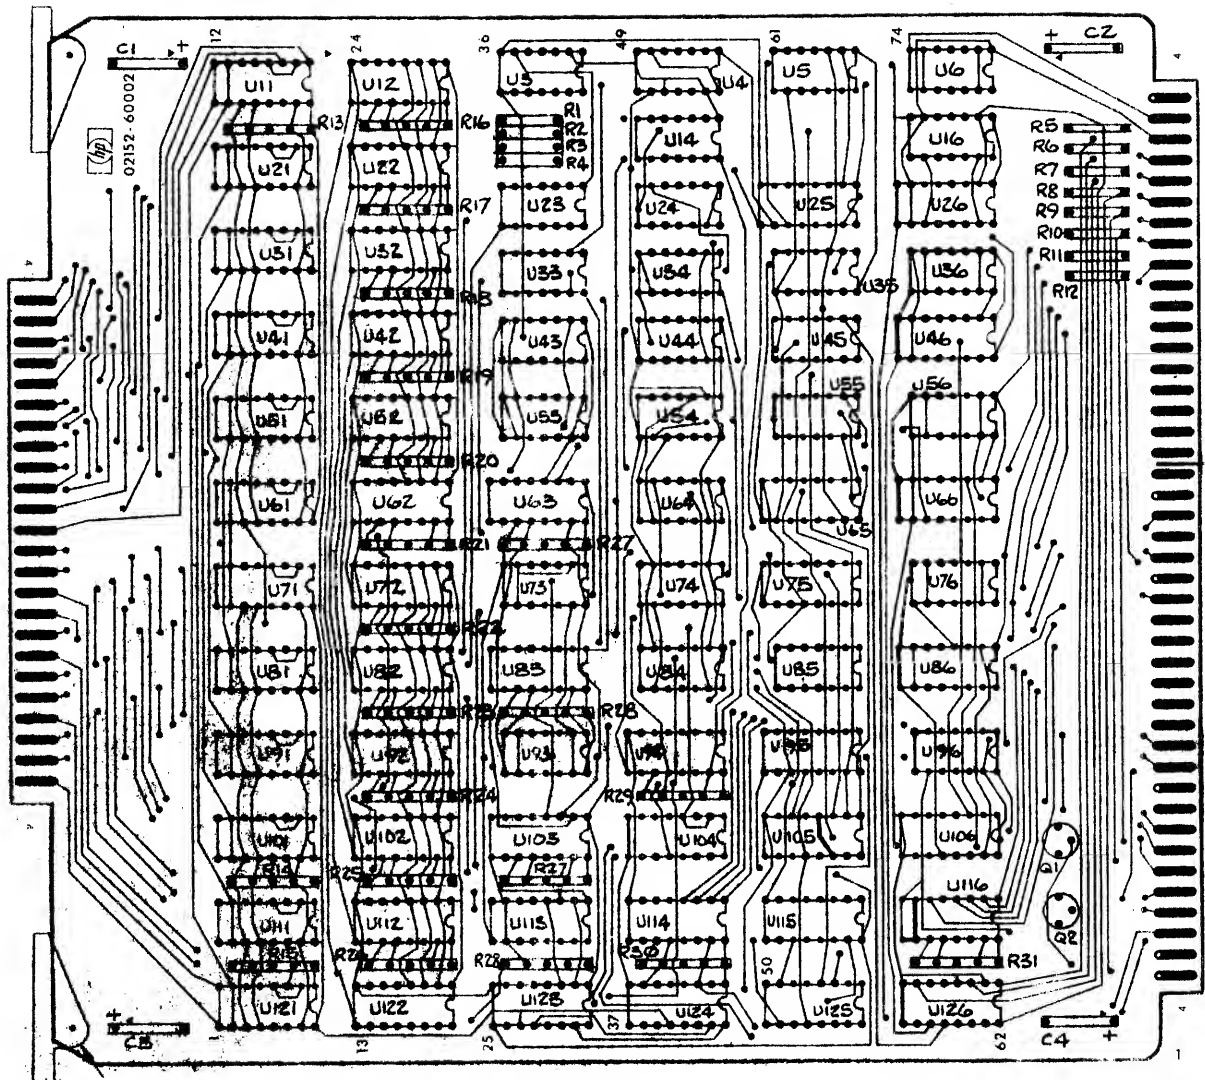 12 24 36 49 61 74
C1 + + C2
U11 U12 U3 U4 U5 U6
02152-60002
hp
R13 R16 R1
R2
R3
R4
R5
R6
R7
R8
R9
R10
R11
R12
U14 U16
U21 U22 U23 U24 U25 U26
R17
U31 U32 U33 U34 U35 U36
R18
U41 U42 U43 U44 U45 U46
R19
U51 U52 U53 U54 U55 U56
R20
U61 U62 U63 U64 U65 U66
R21 R27
U71 U72 U73 U74 U75 U76
R22
U81 U82 U83 U84 U85 U86
R23 R28
U91 U92 U93 U95 U96
R24 R29
U101 U102 U103 U104 U105 U106
R14 R25 R27 Q1
U116
U111 U112 U113 U114 U115
Q2
R15 R26 R28 R30 50 R31
U121 U122 U123 U124 U125 U126
+ C3 C4 +
1 13 25 37 62
1